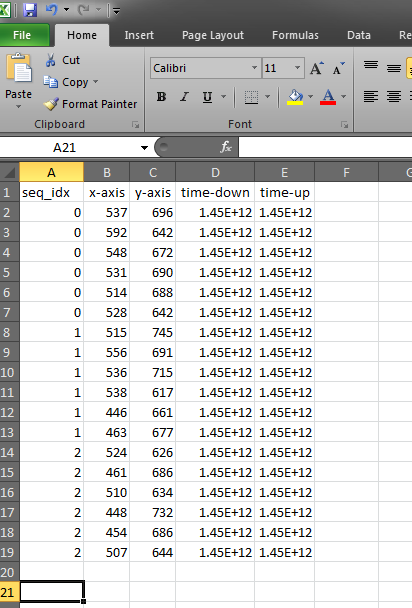 File Home Insert Page Layout Formulas Data
Paste
Cut
Copy
Format Painter
Clipboard
Calibri 11 A A
B I U A
Font
A21 fx
A B C D E F
1 seq_idx x-axis y-axis time-down time-up
2 0 537 696 1.45E+12 1.45E+12
3 0 592 642 1.45E+12 1.45E+12
4 0 548 672 1.45E+12 1.45E+12
5 0 531 690 1.45E+12 1.45E+12
6 0 514 688 1.45E+12 1.45E+12
7 0 528 642 1.45E+12 1.45E+12
8 1 515 745 1.45E+12 1.45E+12
9 1 556 691 1.45E+12 1.45E+12
10 1 536 715 1.45E+12 1.45E+12
11 1 538 617 1.45E+12 1.45E+12
12 1 446 661 1.45E+12 1.45E+12
13 1 463 677 1.45E+12 1.45E+12
14 2 524 626 1.45E+12 1.45E+12
15 2 461 686 1.45E+12 1.45E+12
16 2 510 634 1.45E+12 1.45E+12
17 2 448 732 1.45E+12 1.45E+12
18 2 454 686 1.45E+12 1.45E+12
19 2 507 644 1.45E+12 1.45E+12
20
21